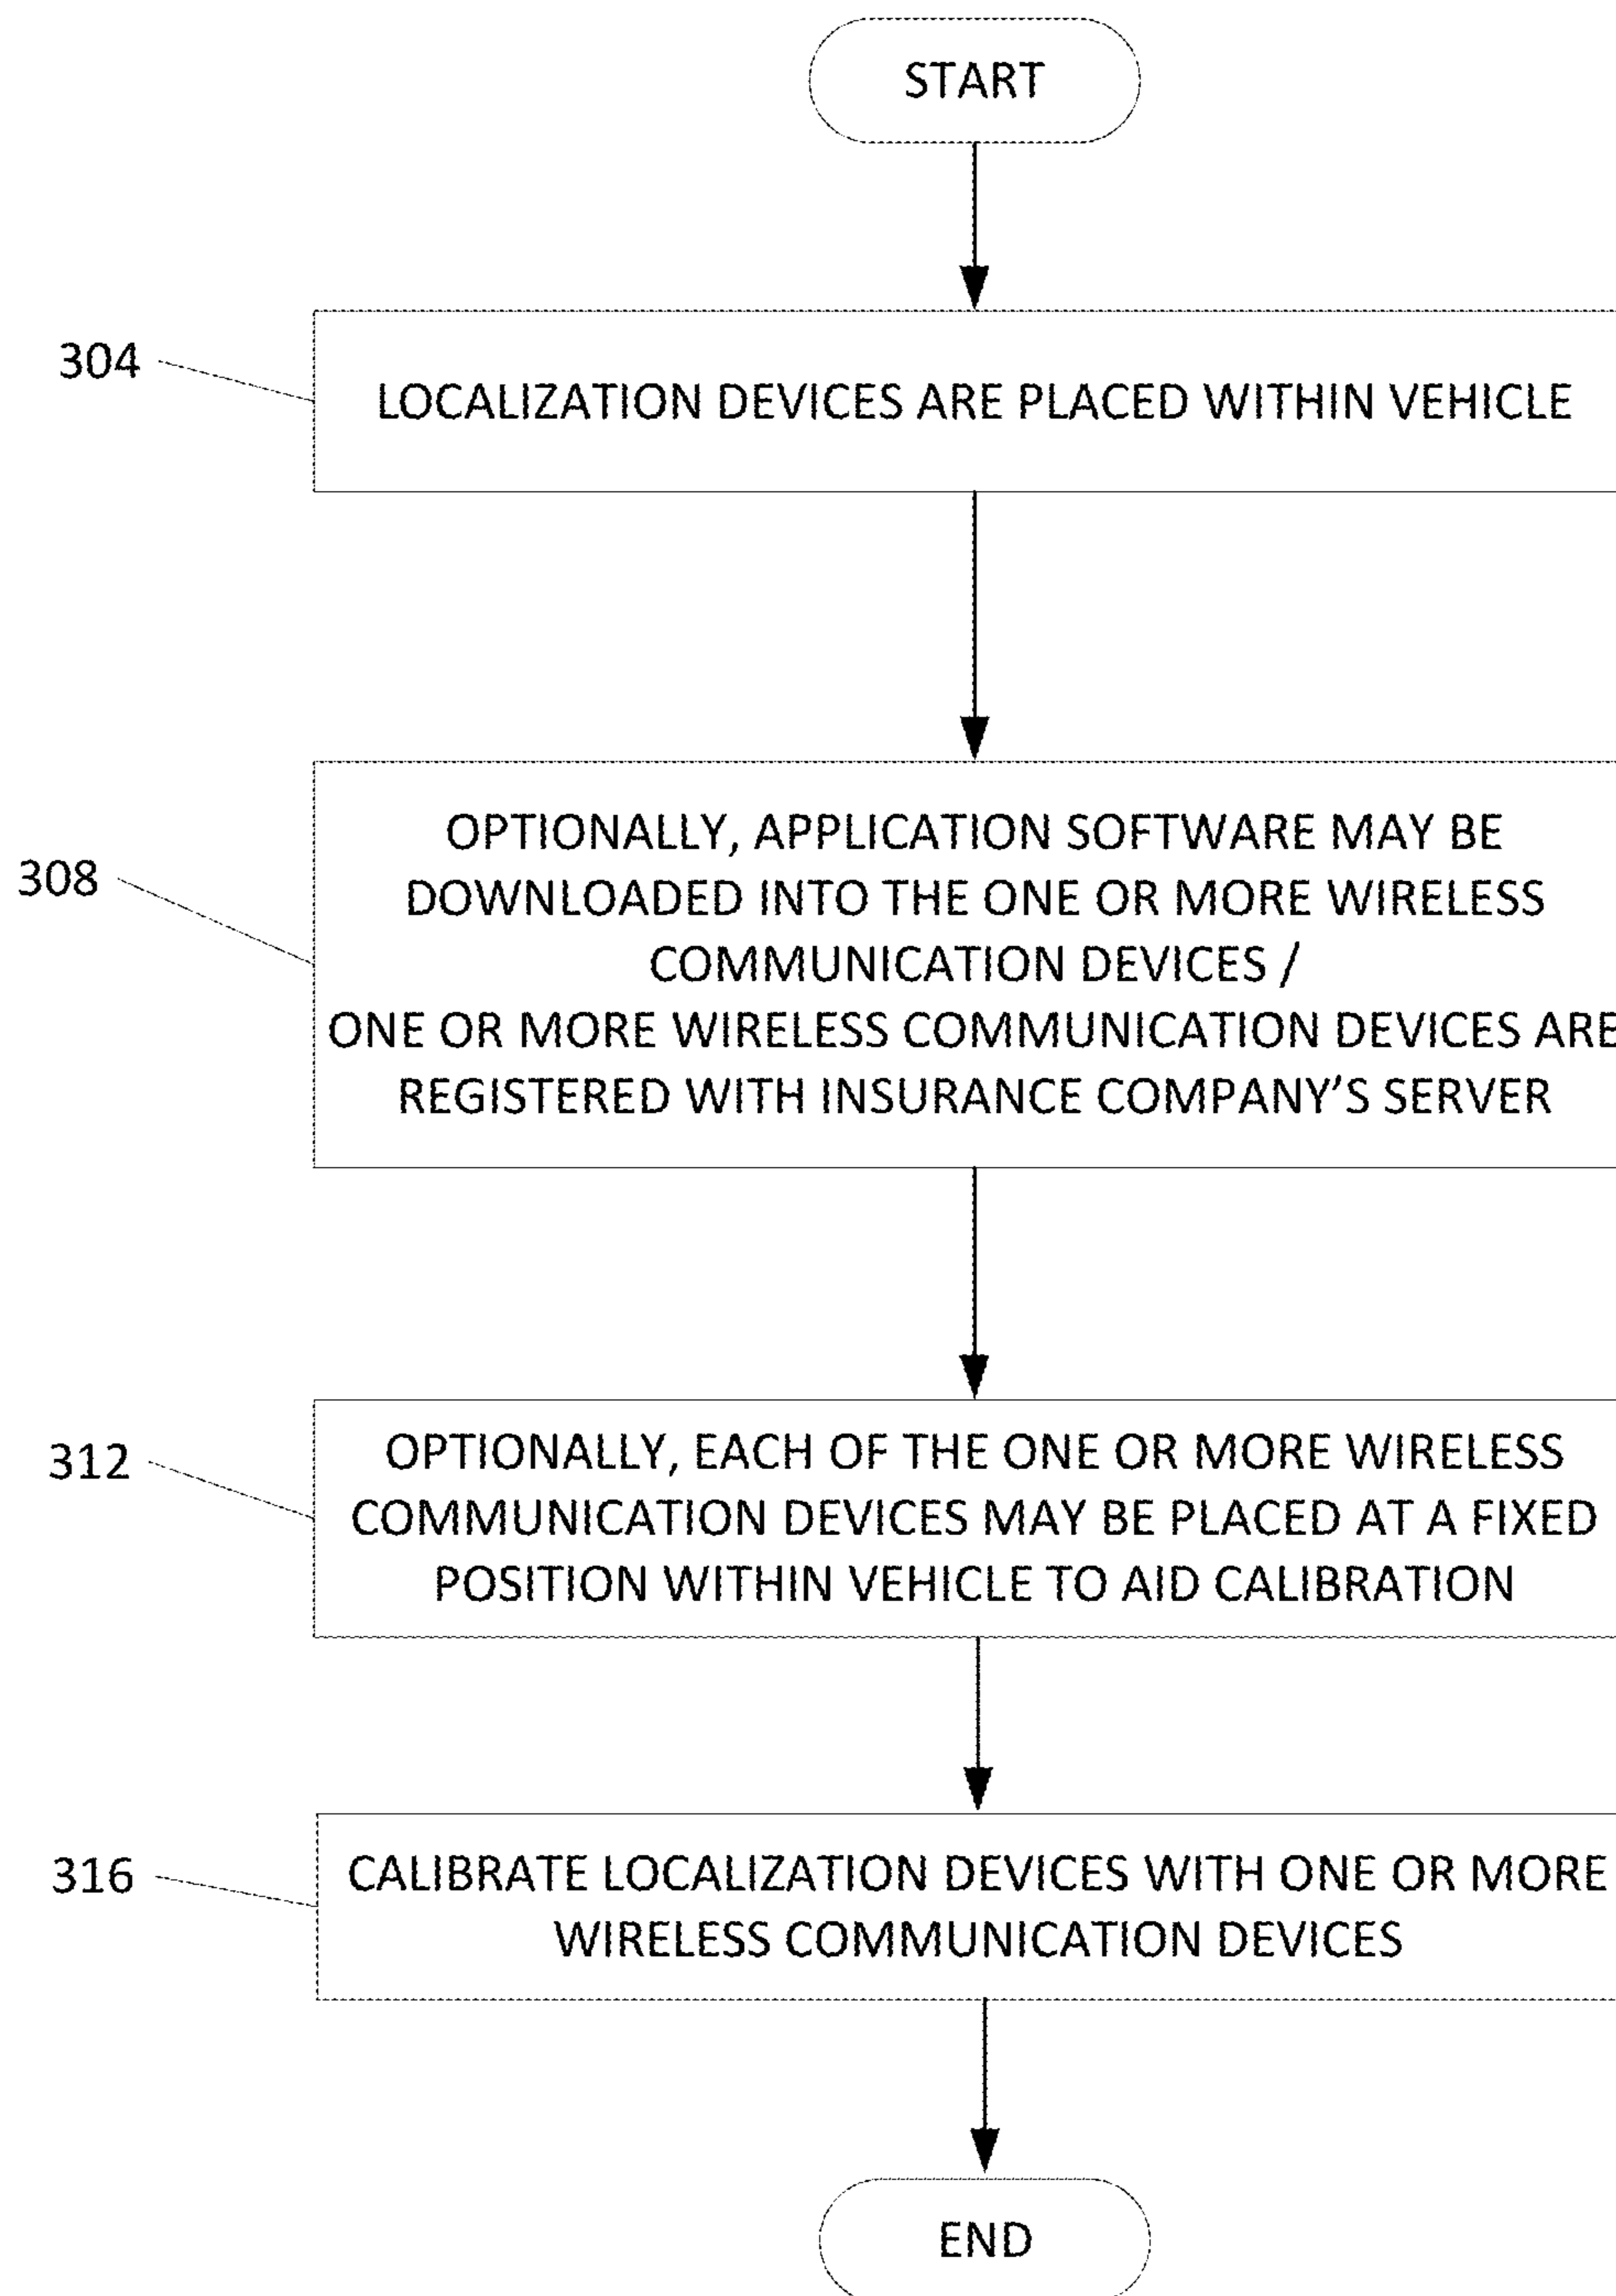 START
304
LOCALIZATION DEVICES ARE PLACED WITHIN VEHICLE
308
OPTIONALLY, APPLICATION SOFTWARE MAY BE
DOWNLOADED INTO THE ONE OR MORE WIRELESS
COMMUNICATION DEVICES /
ONE OR MORE WIRELESS COMMUNICATION DEVICES ARE
REGISTERED WITH INSURANCE COMPANY’S SERVER
312
OPTIONALLY, EACH OF THE ONE OR MORE WIRELESS
COMMUNICATION DEVICES MAY BE PLACED AT A FIXED
POSITION WITHIN VEHICLE TO AID CALIBRATION
316
CALIBRATE LOCALIZATION DEVICES WITH ONE OR MORE
WIRELESS COMMUNICATION DEVICES
END